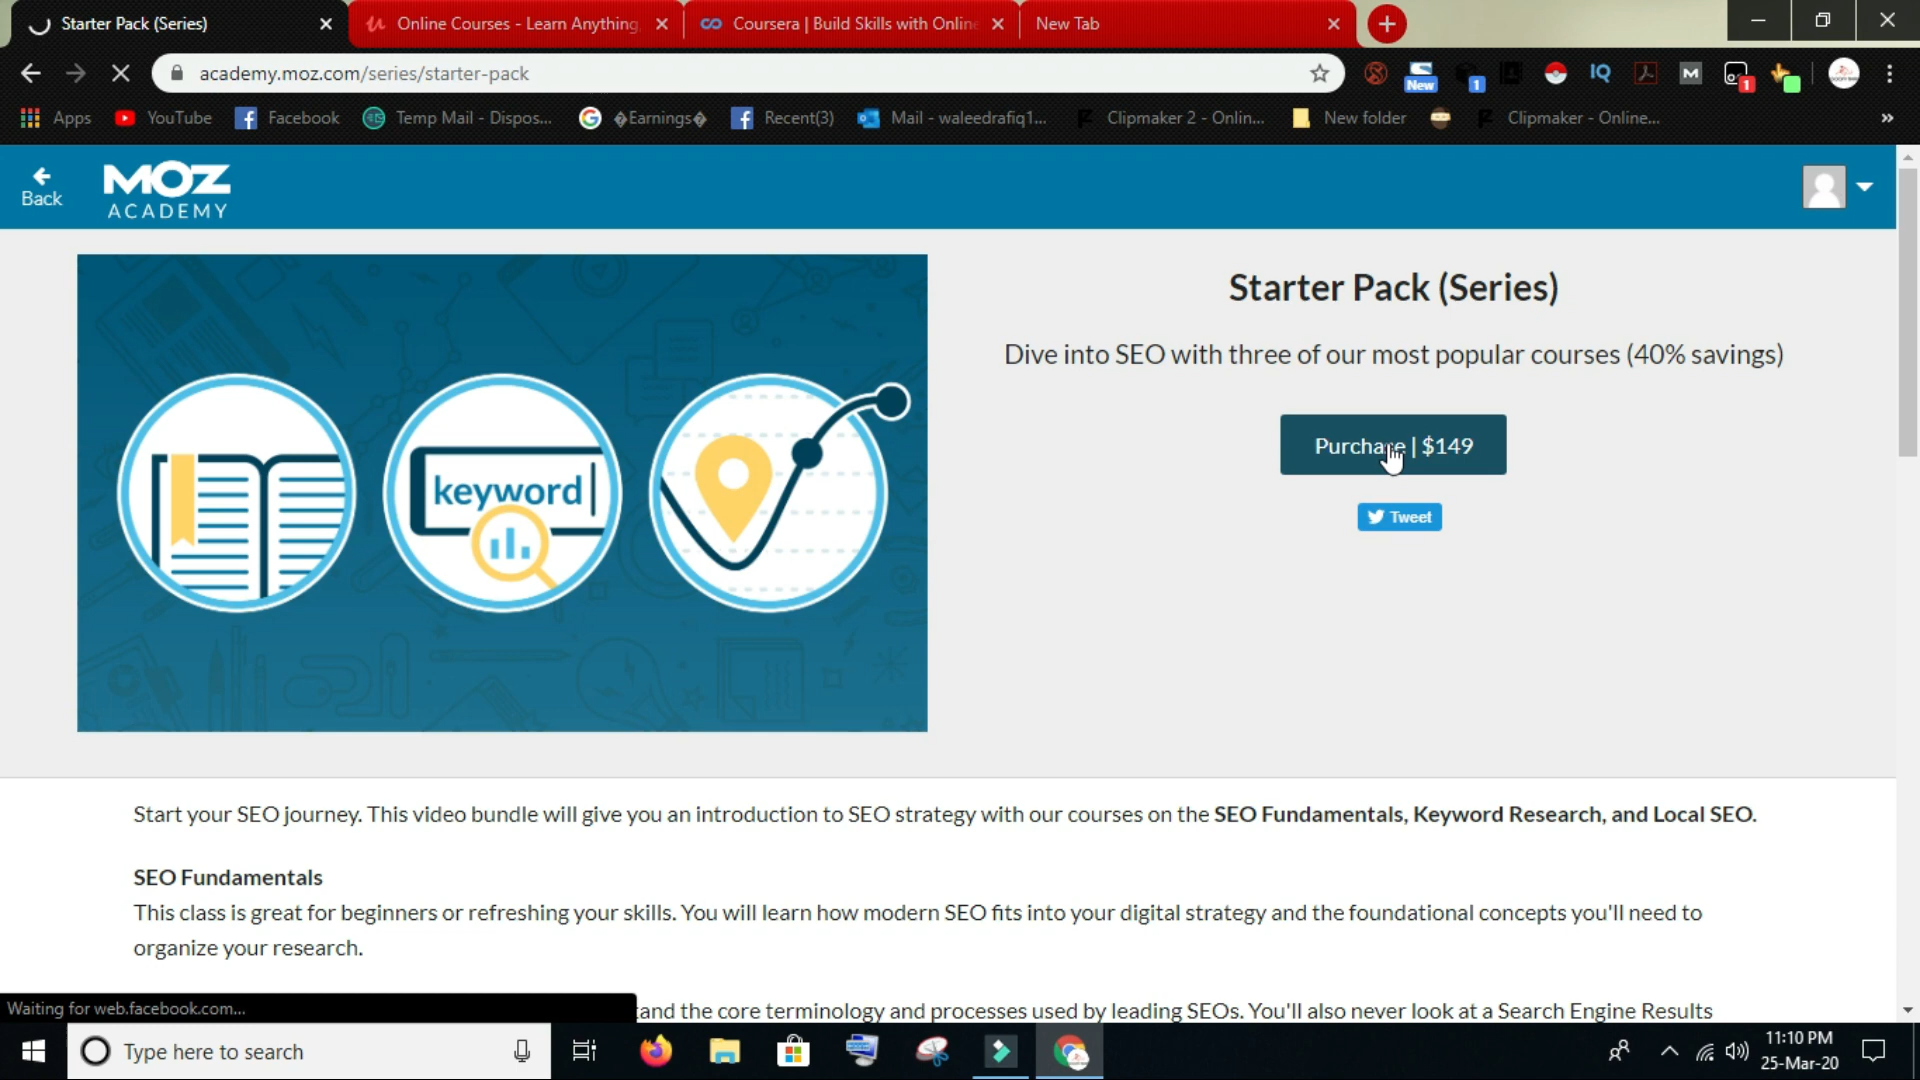 Starter Pack (Series)
Online Courses - Learn Anything,
Coursera | Build Skills with Online
New Tab
academy.moz.com/series/starter-pack
New
1
IQ
M
1
Apps
YouTube
Facebook
Temp Mail - Dispos...
�Earnings�
Recent(3)
Mail - waleedrafiq1...
Clipmaker 2 - Onlin...
New folder
Clipmaker - Online...
»
Back
MOZ
ACADEMY
Starter Pack (Series)
Dive into SEO with three of our most popular courses (40% savings)
keyword
Purchase | $149
Tweet
Start your SEO journey. This video bundle will give you an introduction to SEO strategy with our courses on the SEO Fundamentals, Keyword Research, and Local SEO.
SEO Fundamentals
This class is great for beginners or refreshing your skills. You will learn how modern SEO fits into your digital strategy and the foundational concepts you'll need to
organize your research.
and the core terminology and processes used by leading SEOs. You'll also never look at a Search Engine Results
Waiting for web.facebook.com...
Type here to search
11:10 PM
25-Mar-20